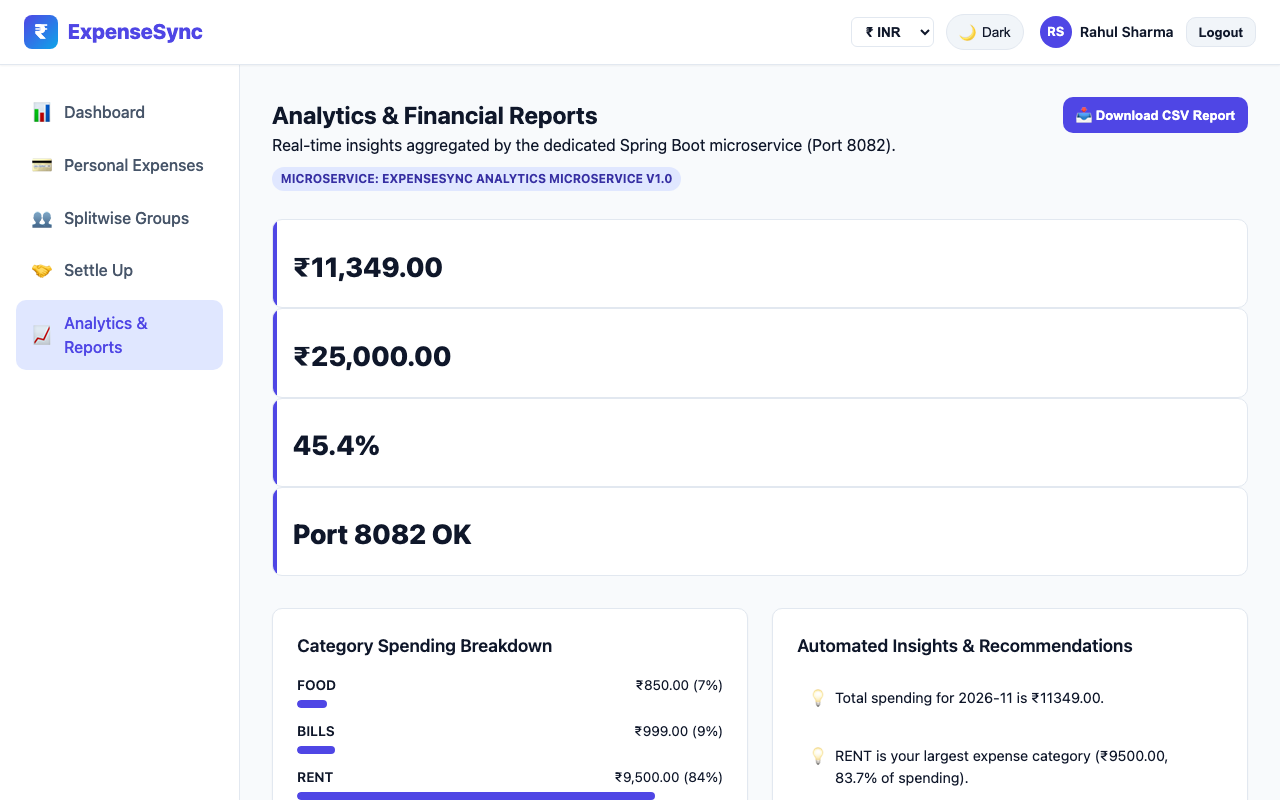 ₹ ExpenseSync
₹ INR
🌙 Dark
RS Rahul Sharma
Logout
Dashboard
Personal Expenses
Splitwise Groups
Settle Up
Analytics &
Reports
Analytics & Financial Reports
Real-time insights aggregated by the dedicated Spring Boot microservice (Port 8082).
MICROSERVICE: EXPENSESYNC ANALYTICS MICROSERVICE V1.0
Download CSV Report
₹11,349.00
₹25,000.00
45.4%
Port 8082 OK
Category Spending Breakdown
FOOD ₹850.00 (7%)
BILLS ₹999.00 (9%)
RENT ₹9,500.00 (84%)
Automated Insights & Recommendations
Total spending for 2026-11 is ₹11349.00.
RENT is your largest expense category (₹9500.00,
83.7% of spending).